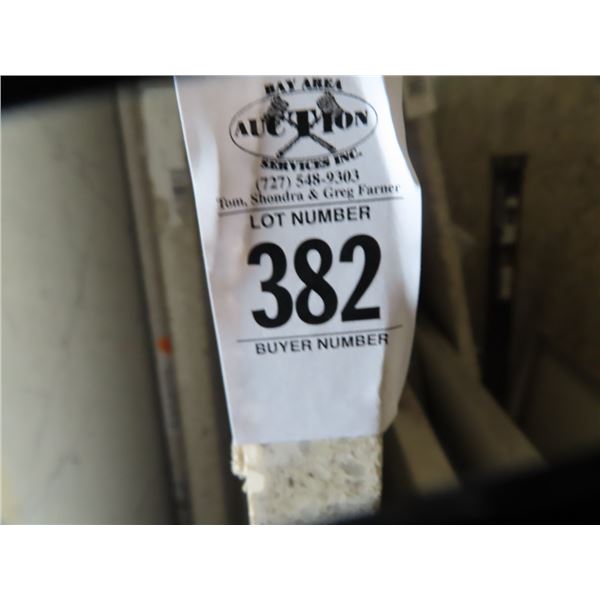 BAY AREA
AUCTION
SERVICES INC.
(727) 548-9303
Tom, Shondra & Greg Farner
LOT NUMBER
382
BUYER NUMBER